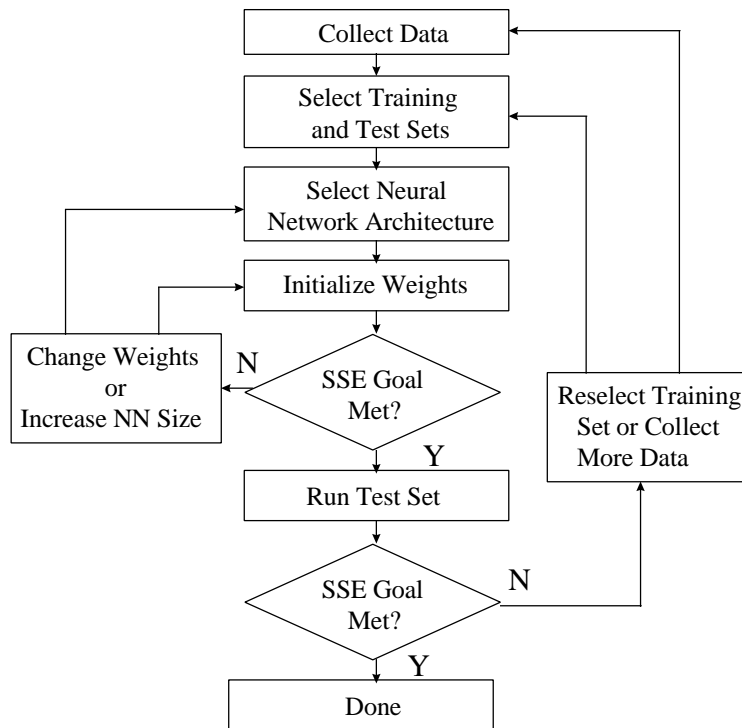 Collect Data
Select Training
and Test Sets
Select Neural
Network Architecture
Initialize Weights
Change Weights
or
Increase NN Size
N
SSE Goal
Met?
Y
Reselect Training
Set or Collect
More Data
Run Test Set
SSE Goal
Met?
N
Y
Done